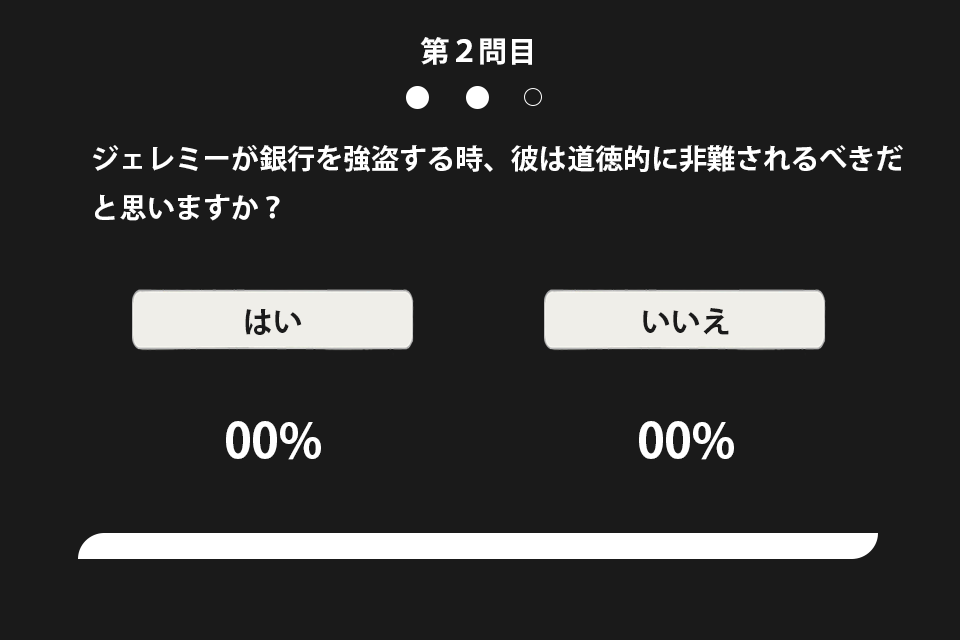 第２問目
ジェレミーが銀行を強盗する時、彼は道徳的に非難されるべきだ
と思いますか？
はい
いいえ
00%
00%